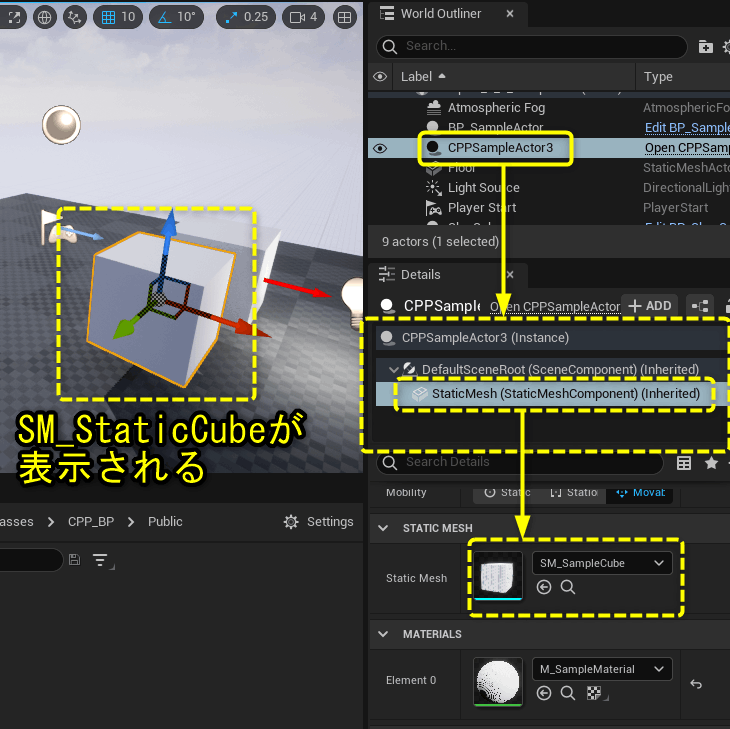 10
10°
0.25
4
World Outliner
Search...
Label
Type
Atmospheric Fog
AtmosphericFo
BP_SampleActor
Edit BP_Sample
CPPSampleActor3
Open CPPSamp
Floor
StaticMeshActo
Light Source
DirectionalLigh
Player Start
PlayerStart
9 actors (1 selected)
Details
CPPSample
Open CPPSampleActor
ADD
CPPSampleActor3 (Instance)
DefaultSceneRoot (SceneComponent) (Inherited)
StaticMesh (StaticMeshComponent) (Inherited)
SM_StaticCubeが
表示される
Search Details
Mobility
Static
Station
Movab
asses
CPP_BP
Public
Settings
STATIC MESH
Static Mesh
SM_SampleCube
MATERIALS
Element 0
M_SampleMaterial